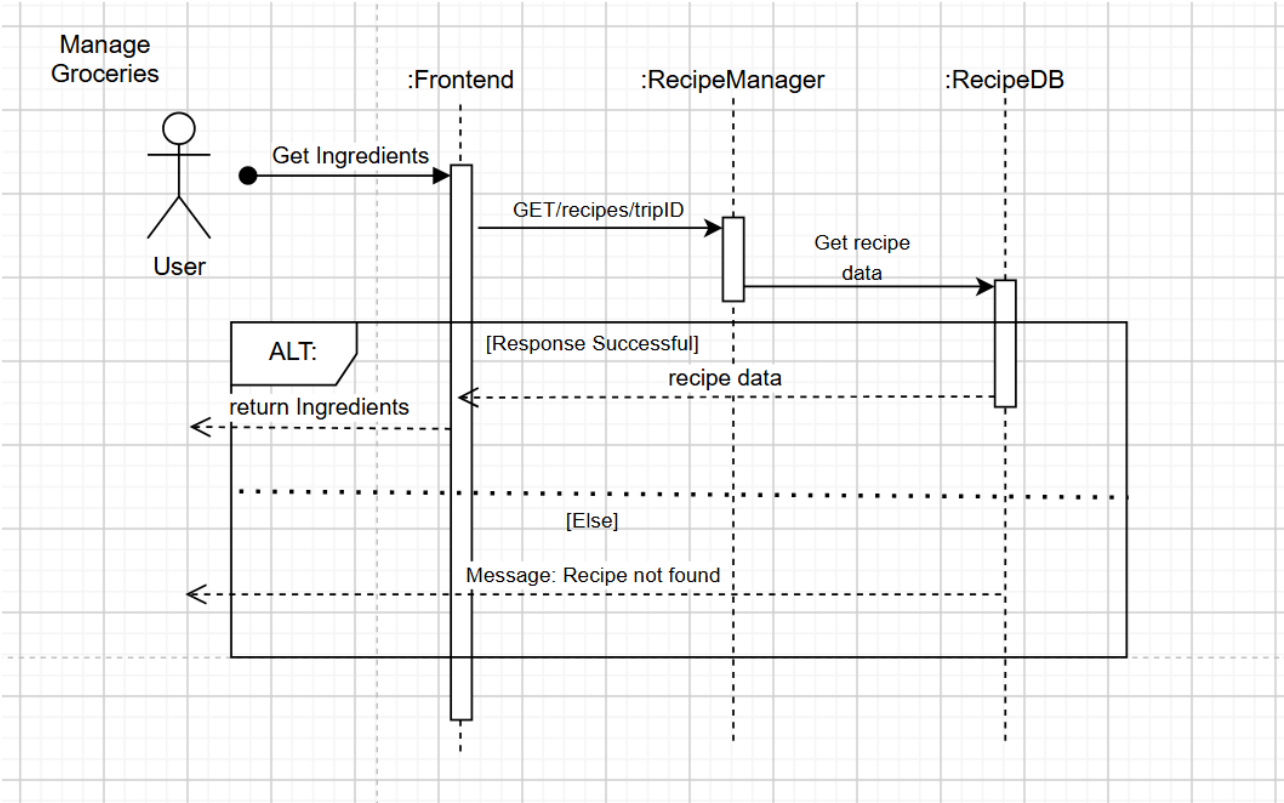 Manage
Groceries
:Frontend
:RecipeManager
:RecipeDB
Get Ingredients
GET/recipes/tripID
Get recipe
data
User
ALT:
[Response Successful]
recipe data
return Ingredients
[Else]
Message: Recipe not found